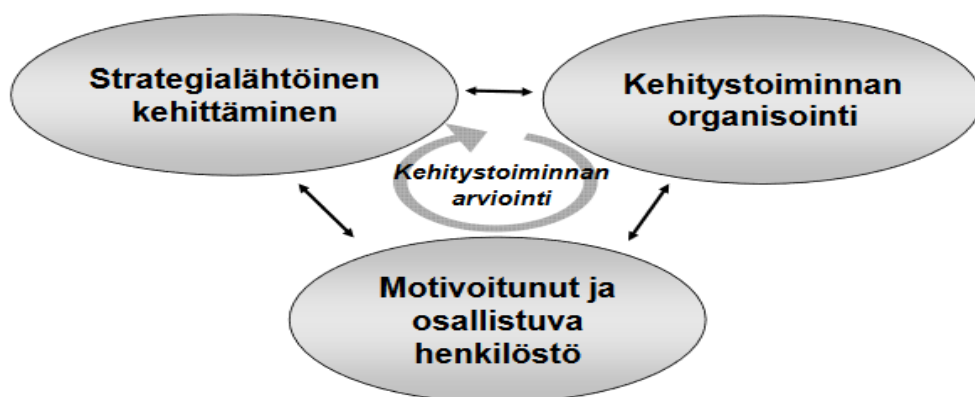 Strategialähtöinen
kehittäminen
Kehitystoiminnan
organisointi
Kehitystoiminnan
arviointi
Motivoitunut ja
osallistuva
henkilöstö